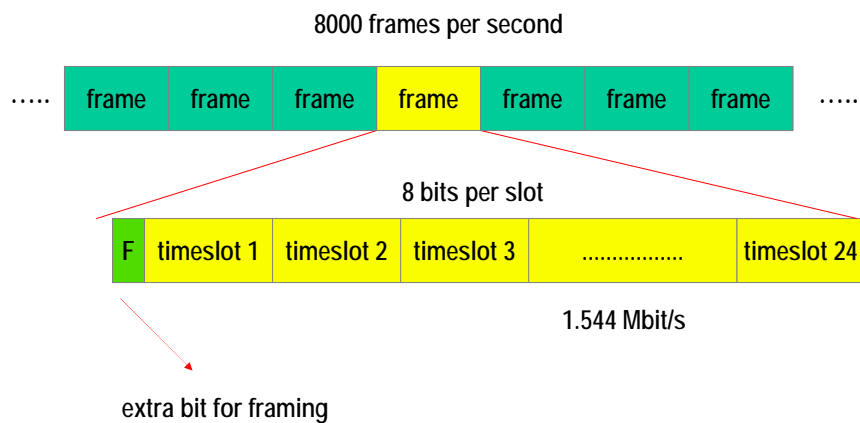 8000 frames per second
..... frame frame frame frame frame frame frame .....
8 bits per slot
F timeslot 1 timeslot 2 timeslot 3 ................. timeslot 24
1.544 Mbit/s
extra bit for framing